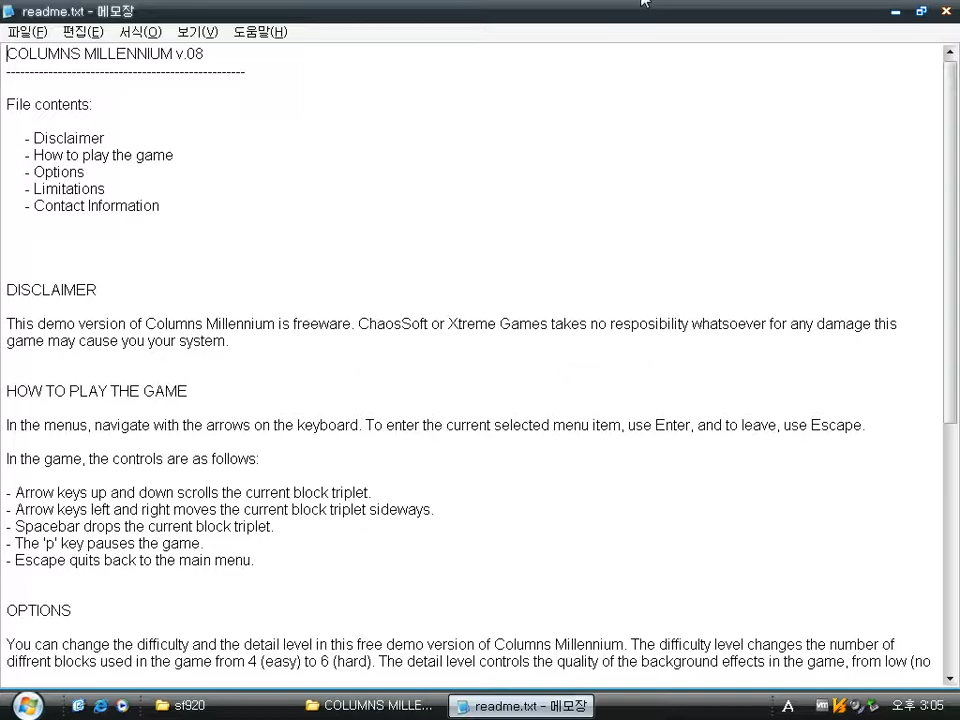 readme.txt - 메모장
파일(F) 편집(E) 서식(O) 보기(V) 도움말(H)
COLUMNS MILLENNIUM v.08
---------------------------------------------------
File contents:
- Disclaimer
- How to play the game
- Options
- Limitations
- Contact Information
DISCLAIMER
This demo version of Columns Millennium is freeware. ChaosSoft or Xtreme Games takes no resposibility whatsoever for any damage this
game may cause you your system.
HOW TO PLAY THE GAME
In the menus, navigate with the arrows on the keyboard. To enter the current selected menu item, use Enter, and to leave, use Escape.
In the game, the controls are as follows:
- Arrow keys up and down scrolls the current block triplet.
- Arrow keys left and right moves the current block triplet sideways.
- Spacebar drops the current block triplet.
- The 'p' key pauses the game.
- Escape quits back to the main menu.
OPTIONS
You can change the difficulty and the detail level in this free demo version of Columns Millennium. The difficulty level changes the number of
diffrent blocks used in the game from 4 (easy) to 6 (hard). The detail level controls the quality of the background effects in the game, from low (no
sf920 COLUMNS MILLE... readme.txt - 메모장 A 오후 3:05